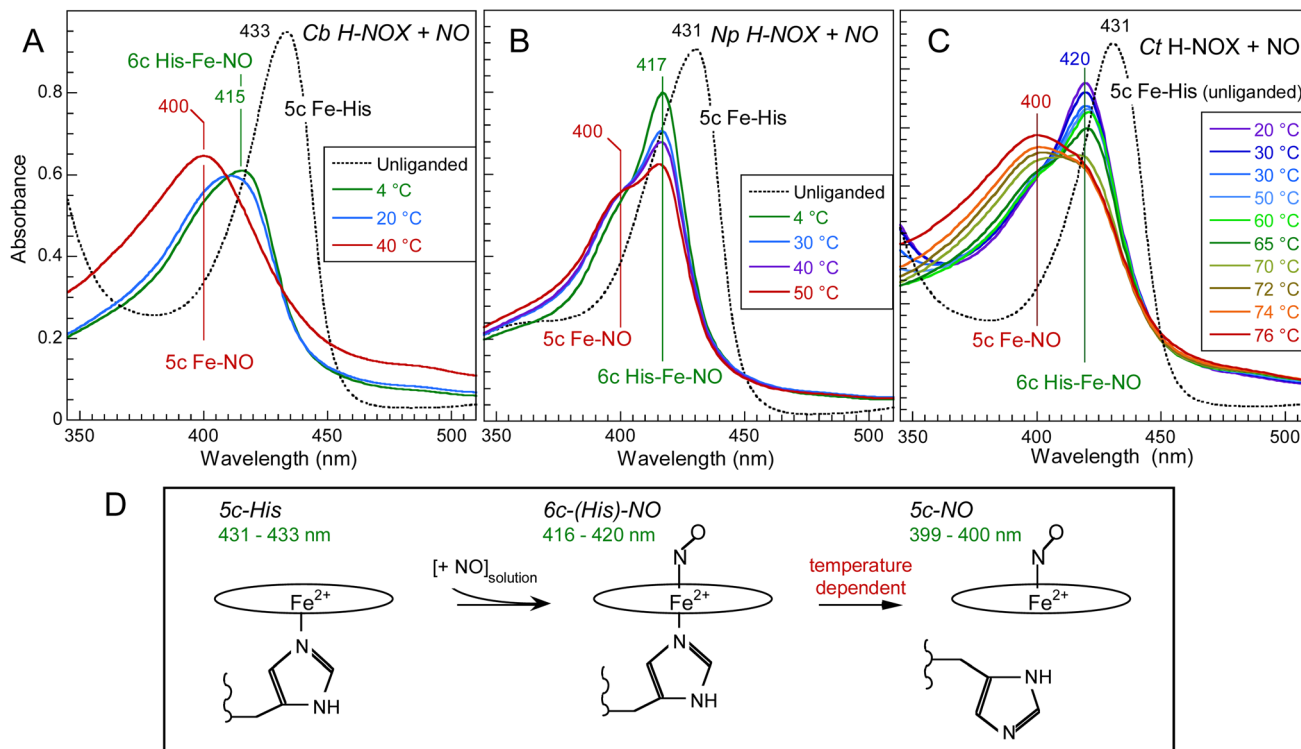 A
Cb H-NOX + NO
433
6c His-Fe-NO
415
400
5c Fe-His
Unliganded
4 °C
20 °C
40 °C
5c Fe-NO
Absorbance
0.8
0.6
0.4
0.2
0
350
400
450
500
Wavelength (nm)
B
Np H-NOX + NO
431
417
5c Fe-His
400
Unliganded
4 °C
30 °C
40 °C
50 °C
5c Fe-NO
6c His-Fe-NO
350
400
450
500
Wavelength (nm)
C
431
Ct H-NOX + NO
420
5c Fe-His (unliganded)
400
20 °C
30 °C
30 °C
50 °C
60 °C
65 °C
70 °C
72 °C
74 °C
76 °C
5c Fe-NO
6c His-Fe-NO
350
400
450
500
Wavelength (nm)
D
5c-His
431 - 433 nm
6c-(His)-NO
416 - 420 nm
5c-NO
399 - 400 nm
[+ NO]solution
temperature
dependent
O
N
Fe2+
N
NH
O
N
Fe2+
N
NH
Fe2+
NH
N